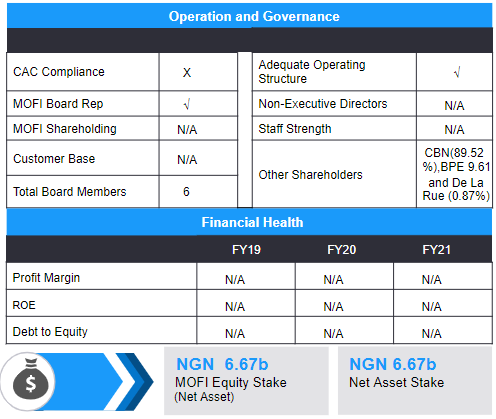 Operation and Governance
CAC Compliance X
Adequate Operating
Structure √
MOFI Board Rep √
Non-Executive Directors N/A
MOFI Shareholding N/A
Staff Strength N/A
Customer Base N/A
Total Board Members 6
Other Shareholders
CBN(89.52
%),BPE 9.61
and De La
Rue (0.87%)
Financial Health
FY19 FY20 FY21
Profit Margin N/A N/A N/A
ROE N/A N/A N/A
Debt to Equity N/A N/A N/A
$
NGN 6.67b
MOFI Equity Stake
(Net Asset)
NGN 6.67b
Net Asset Stake